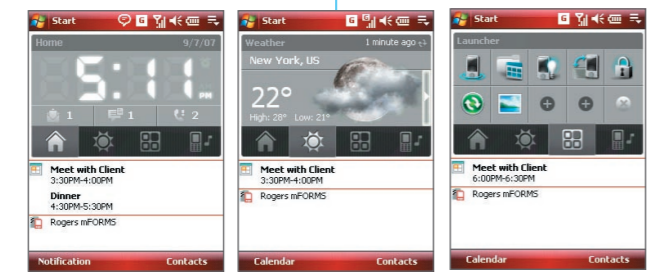 Start
Home 9/7/07
5:11 PM
1 1 2
Meet with Client
3:30PM-4:00PM
Dinner
4:30PM-5:30PM
Rogers mFORMS
Notification Contacts
Start
Weather 1 minute ago
New York, US
22°
High: 28° Low: 21°
Meet with Client
3:30PM-4:00PM
Rogers mFORMS
Calendar Contacts
Start
Launcher
Meet with Client
6:00PM-6:30PM
Rogers mFORMS
Calendar Contacts